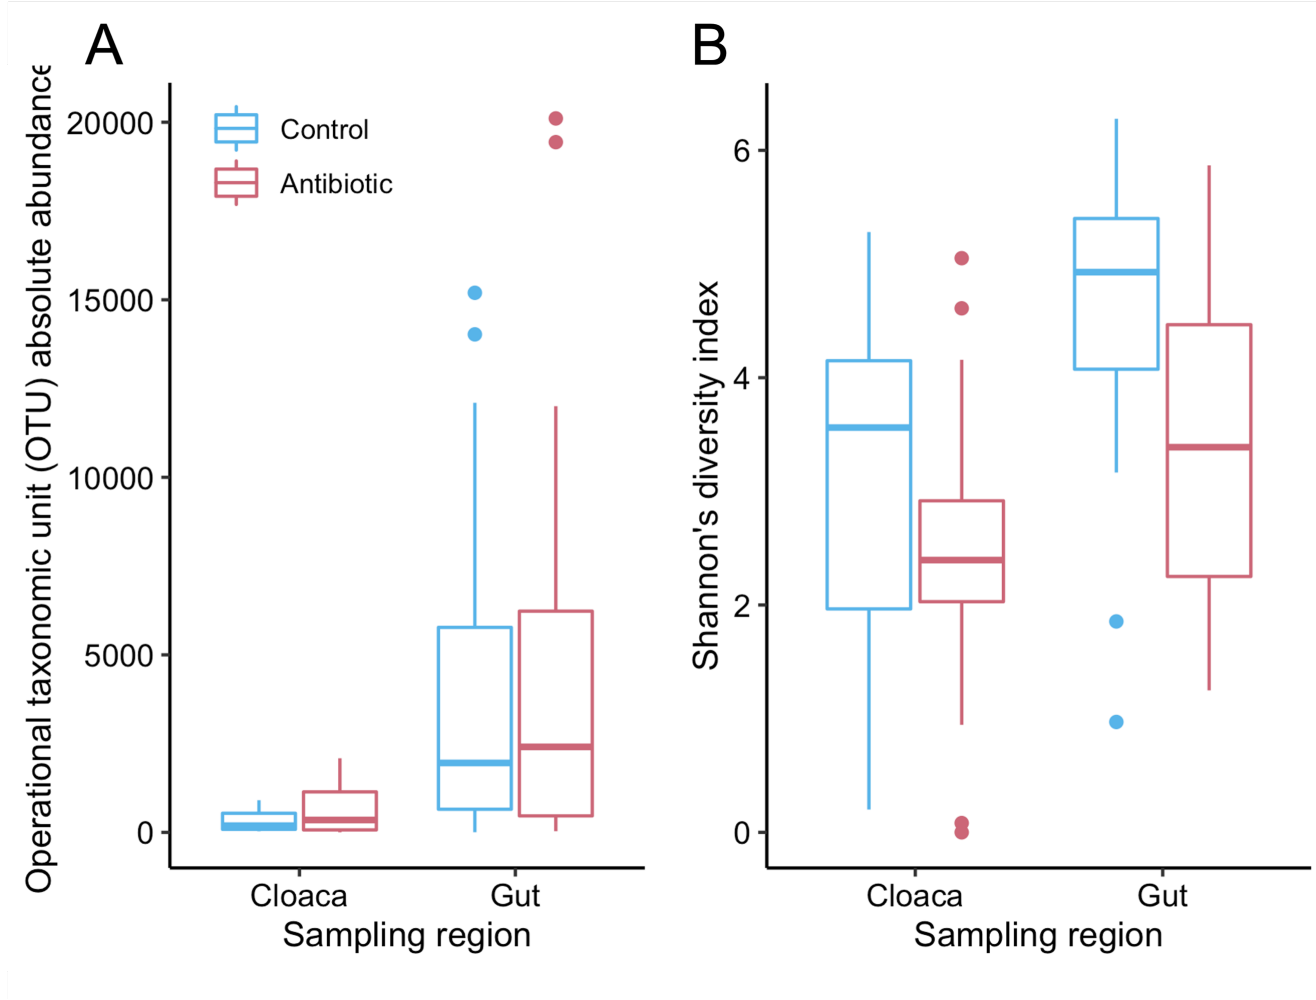 A
Operational taxonomic unit (OTU) absolute abundance
20000
15000
10000
5000
0
Control
Antibiotic
Cloaca
Gut
Sampling region
B
Shannon's diversity index
6
4
2
0
Cloaca
Gut
Sampling region